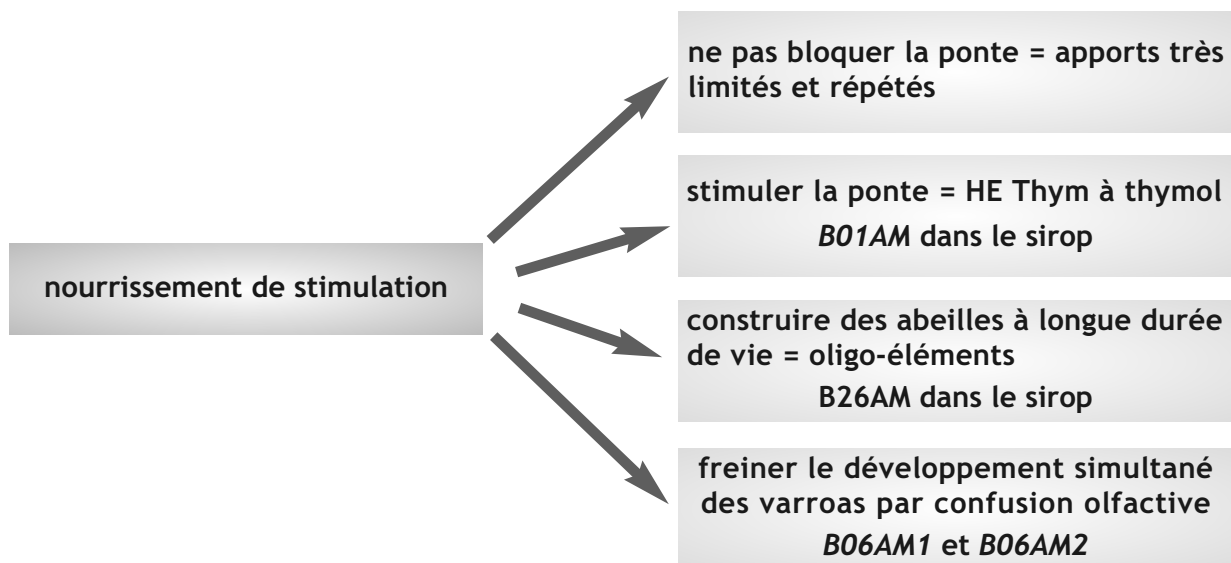 nourrissement de stimulation
ne pas bloquer la ponte = apports très
limités et répétés
stimuler la ponte = HE Thym à thymol
B01AM dans le sirop
construire des abeilles à longue durée
de vie = oligo-éléments
B26AM dans le sirop
freiner le développement simultané
des varroas par confusion olfactive
B06AM1 et B06AM2